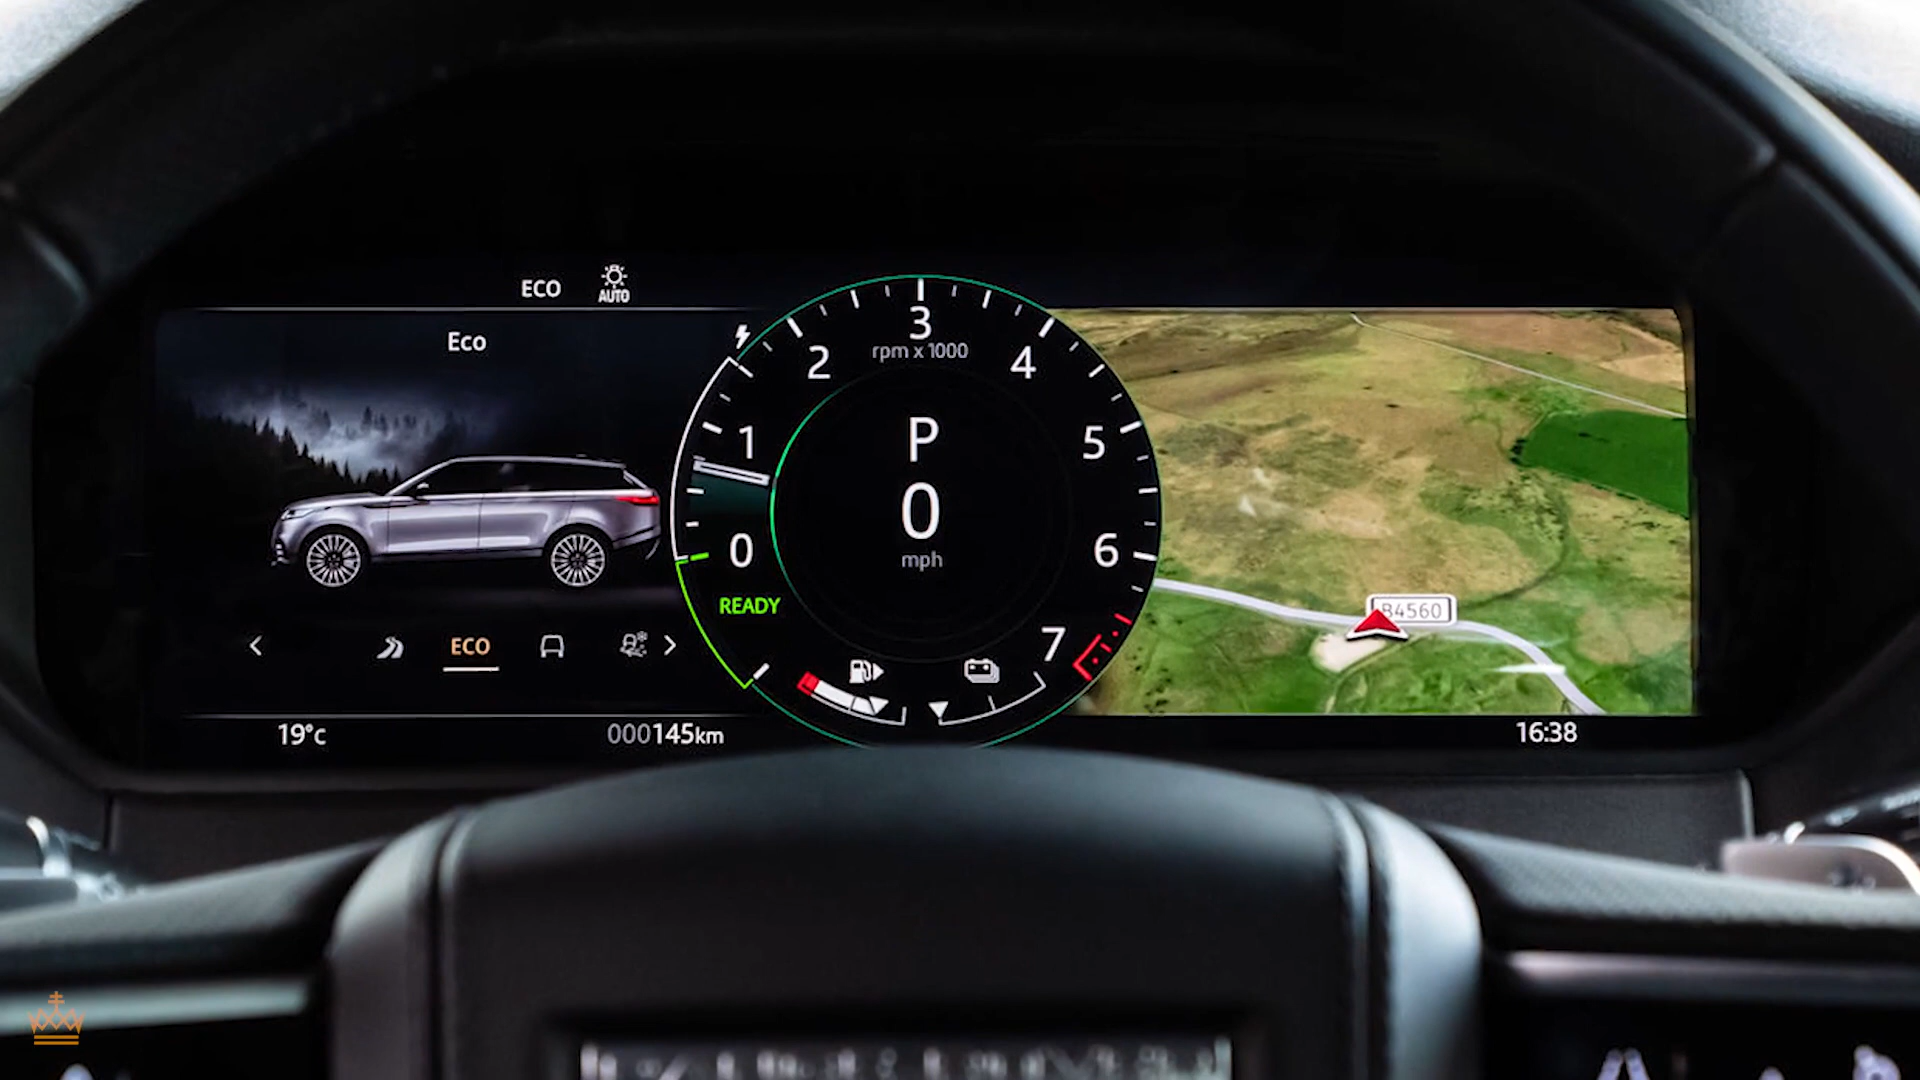 ECO
AUTO
Eco
3
rpm x 1000
2
4
1
5
P
0
mph
0
6
READY
7
B4560
ECO
19°c
000145km
16:38